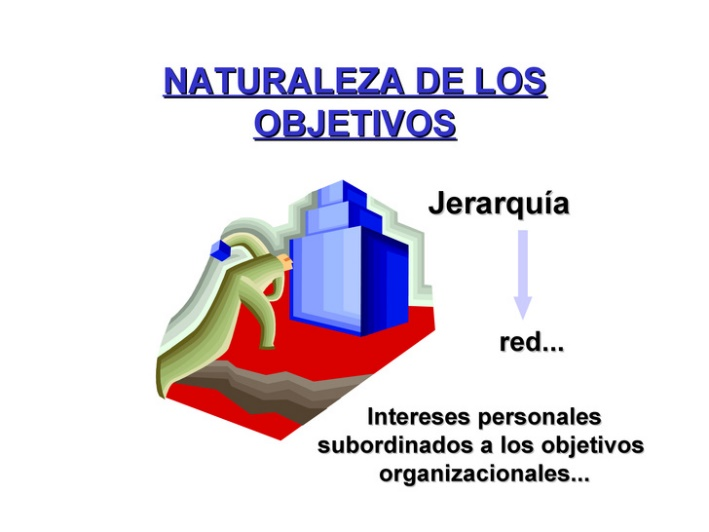 NATURALEZA DE LOS
OBJETIVOS
Jerarquía
red...
Intereses personales
subordinados a los objetivos
organizacionales...